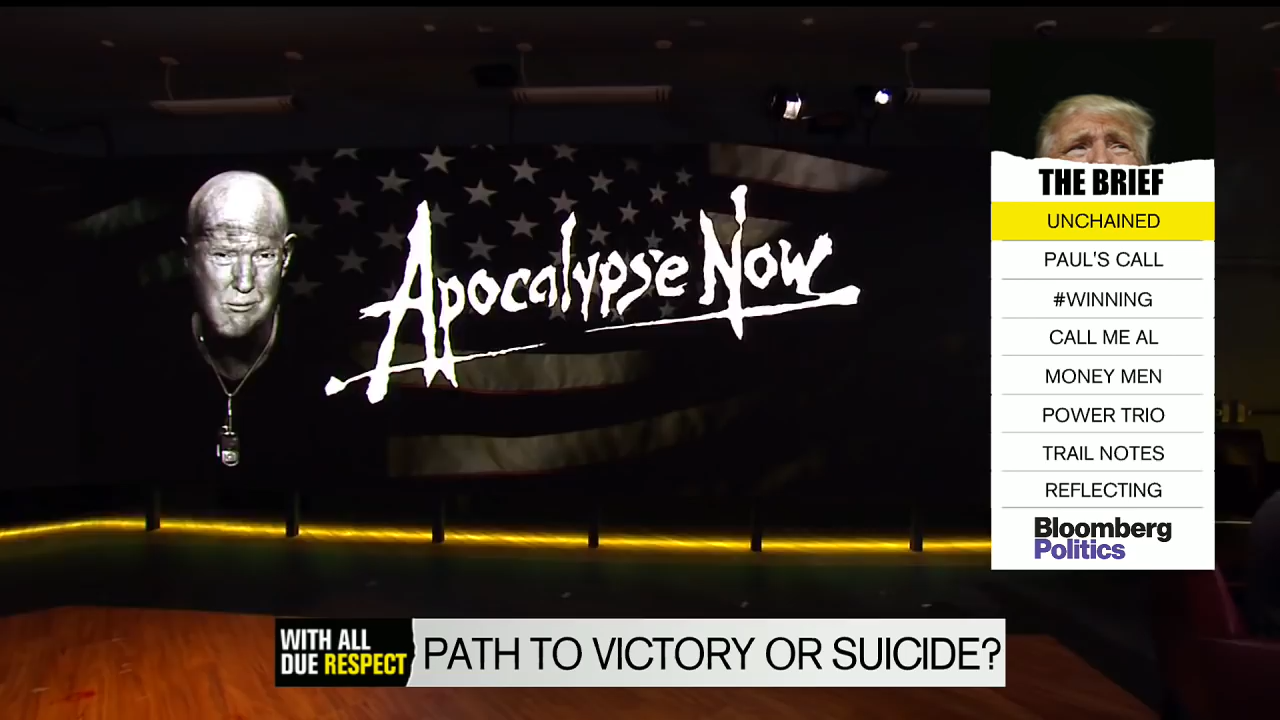 Apocalypse Now
THE BRIEF
UNCHAINED
PAUL'S CALL
#WINNING
CALL ME AL
MONEY MEN
POWER TRIO
TRAIL NOTES
REFLECTING
Bloomberg
Politics
WITH ALL
DUE RESPECT
PATH TO VICTORY OR SUICIDE?